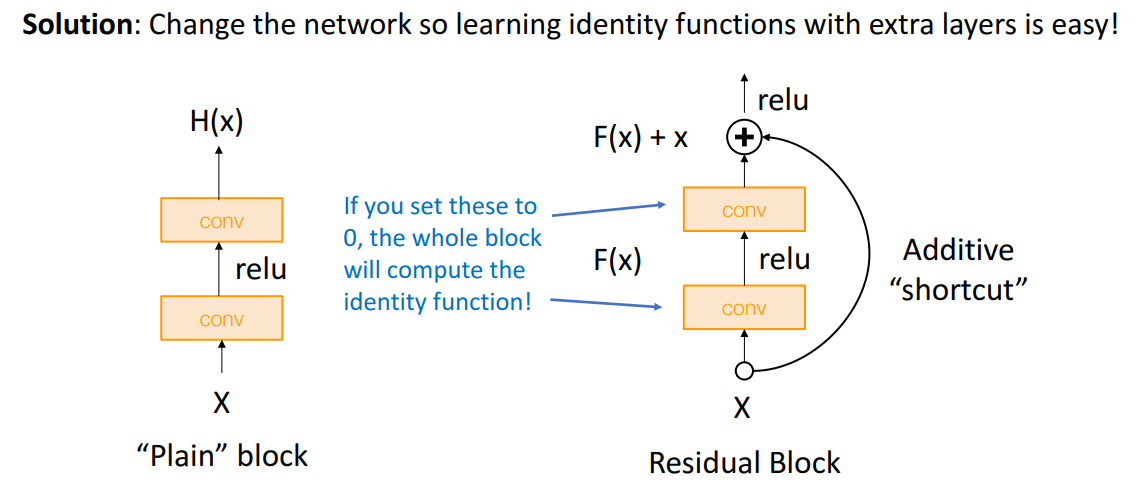 Solution: Change the network so learning identity functions with extra layers is easy!
H(x)
conv
relu
conv
X
“Plain” block
If you set these to
0, the whole block
will compute the
identity function!
relu
F(x) + x
+
conv
F(x)
relu
conv
X
Residual Block
Additive
“shortcut”